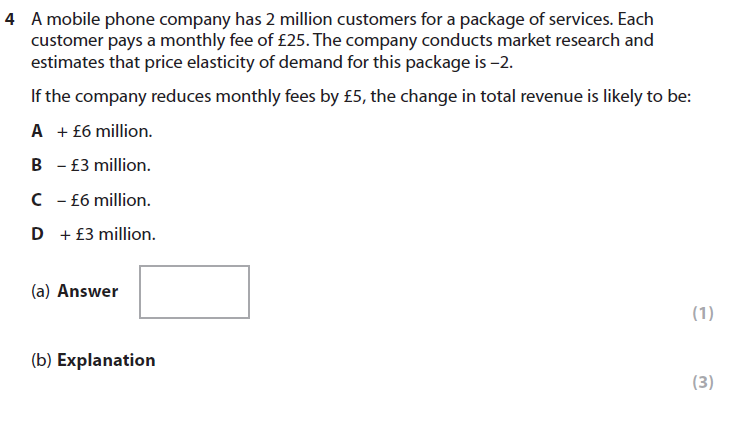 4 A mobile phone company has 2 million customers for a package of services. Each
customer pays a monthly fee of £25. The company conducts market research and
estimates that price elasticity of demand for this package is –2.
If the company reduces monthly fees by £5, the change in total revenue is likely to be:
A + £6 million.
B – £3 million.
C – £6 million.
D + £3 million.
(a) Answer
(1)
(b) Explanation
(3)